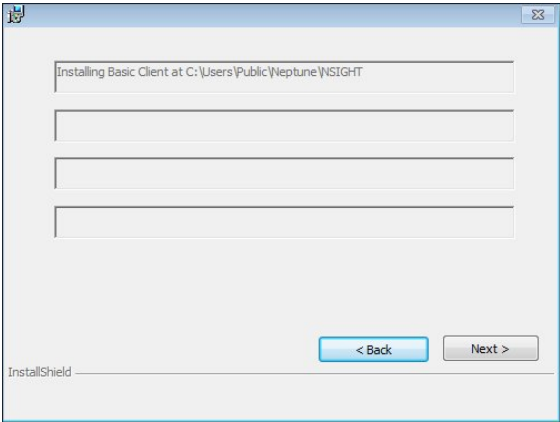 Installing Basic Client at C:\Users\Public\Neptune\NSIGHT
< Back
Next >
InstallShield